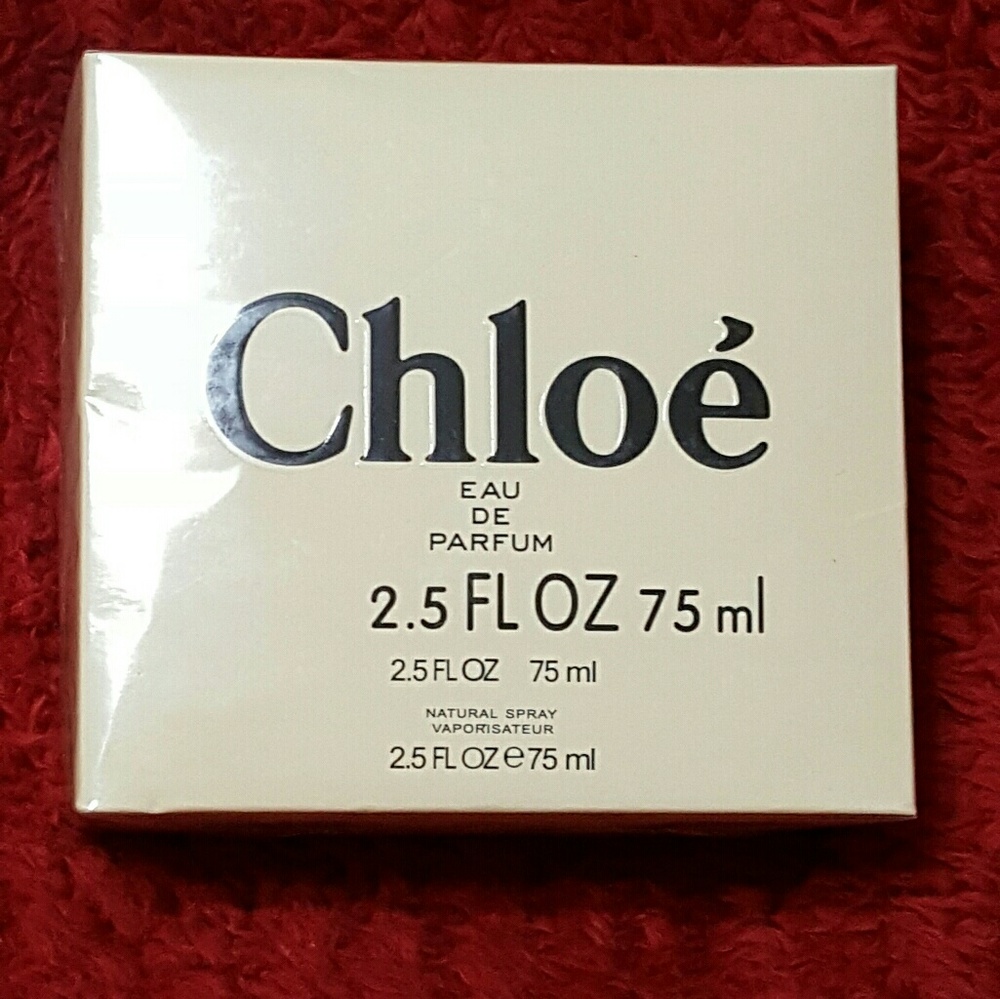 Chloé
EAU
DE
PARFUM
2.5 FL OZ 75 ml
2.5 FL OZ 75 ml
NATURAL SPRAY
VAPORISATEUR
2.5 FL OZ e 75 ml